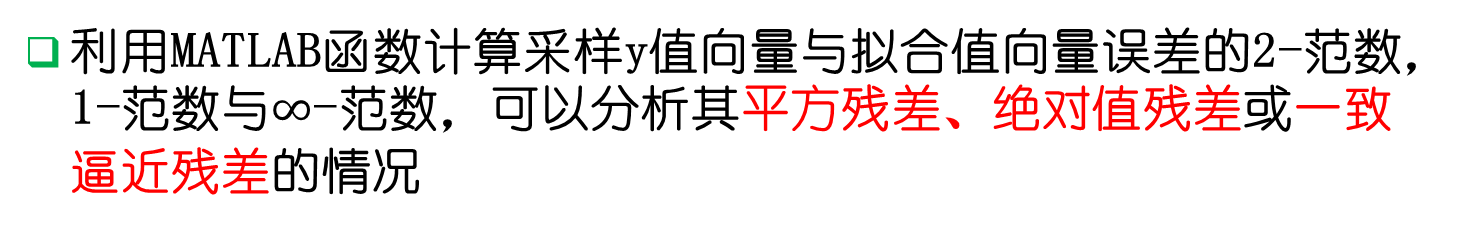 利用MATLAB函数计算采样y值向量与拟合值向量误差的2-范数，
1-范数与∞-范数，可以分析其平方残差、绝对值残差或一致
逼近残差的情况